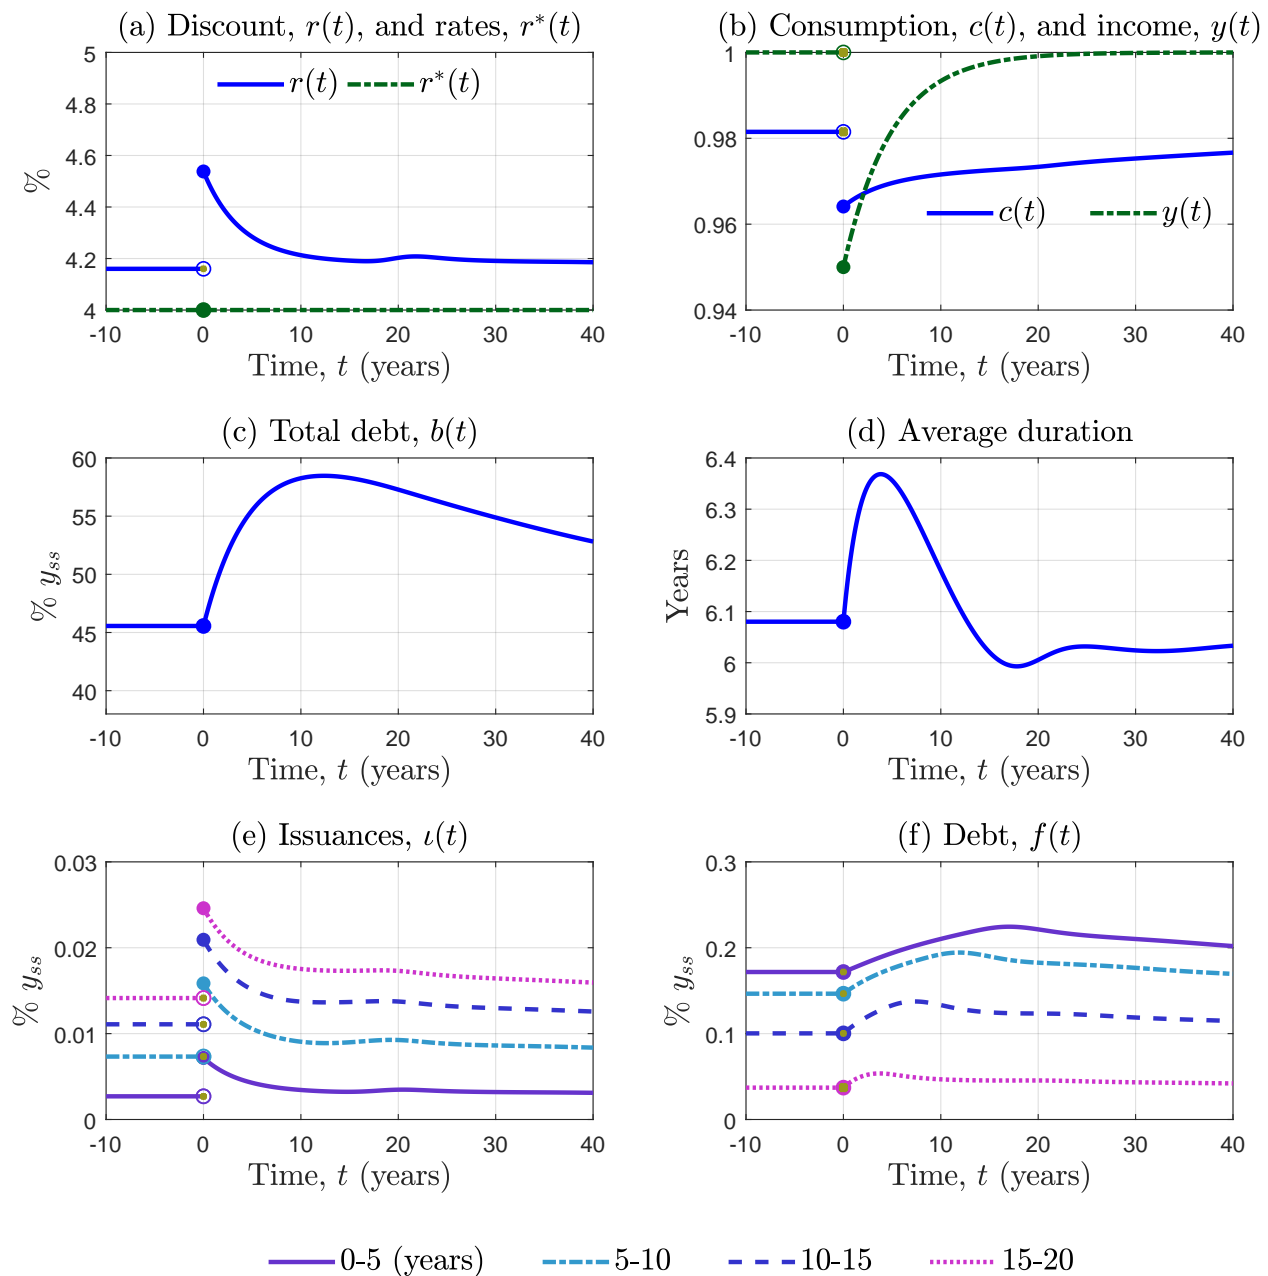 (a) Discount, r(t), and rates, r*(t)
5
4.8
4.6
4.4
4.2
4
%
r(t) r*(t)
-10 0 10 20 30 40
Time, t (years)
(b) Consumption, c(t), and income, y(t)
1
0.98
0.96
0.94
c(t) y(t)
-10 0 10 20 30 40
Time, t (years)
(c) Total debt, b(t)
60
55
50
45
40
% yss
-10 0 10 20 30 40
Time, t (years)
(d) Average duration
6.4
6.3
6.2
6.1
6
5.9
Years
-10 0 10 20 30 40
Time, t (years)
(e) Issuances, ι(t)
0.03
0.02
0.01
0
% yss
-10 0 10 20 30 40
Time, t (years)
(f) Debt, f(t)
0.3
0.2
0.1
0
% yss
-10 0 10 20 30 40
Time, t (years)
0-5 (years) 5-10 10-15 15-20